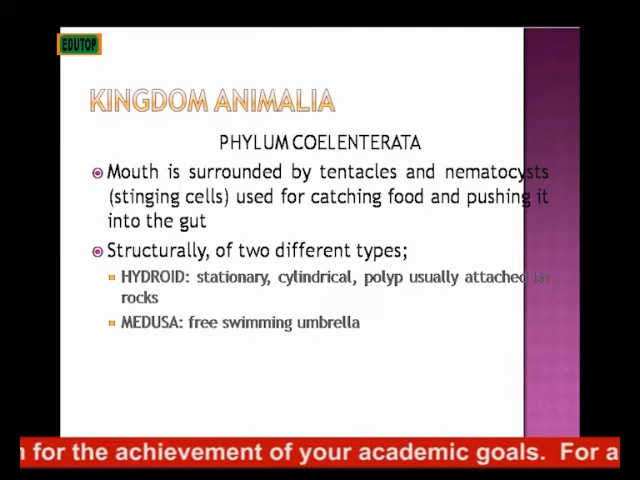 EDUTOP
KINGDOM ANIMALIA
PHYLUM COELENTERATA
Mouth is surrounded by tentacles and nematocysts
(stinging cells) used for catching food and pushing it
into the gut
Structurally, of two different types;
HYDROID: stationary, cylindrical, polyp usually attached to
rocks
MEDUSA: free swimming umbrella
for the achievement of your academic goals. For a